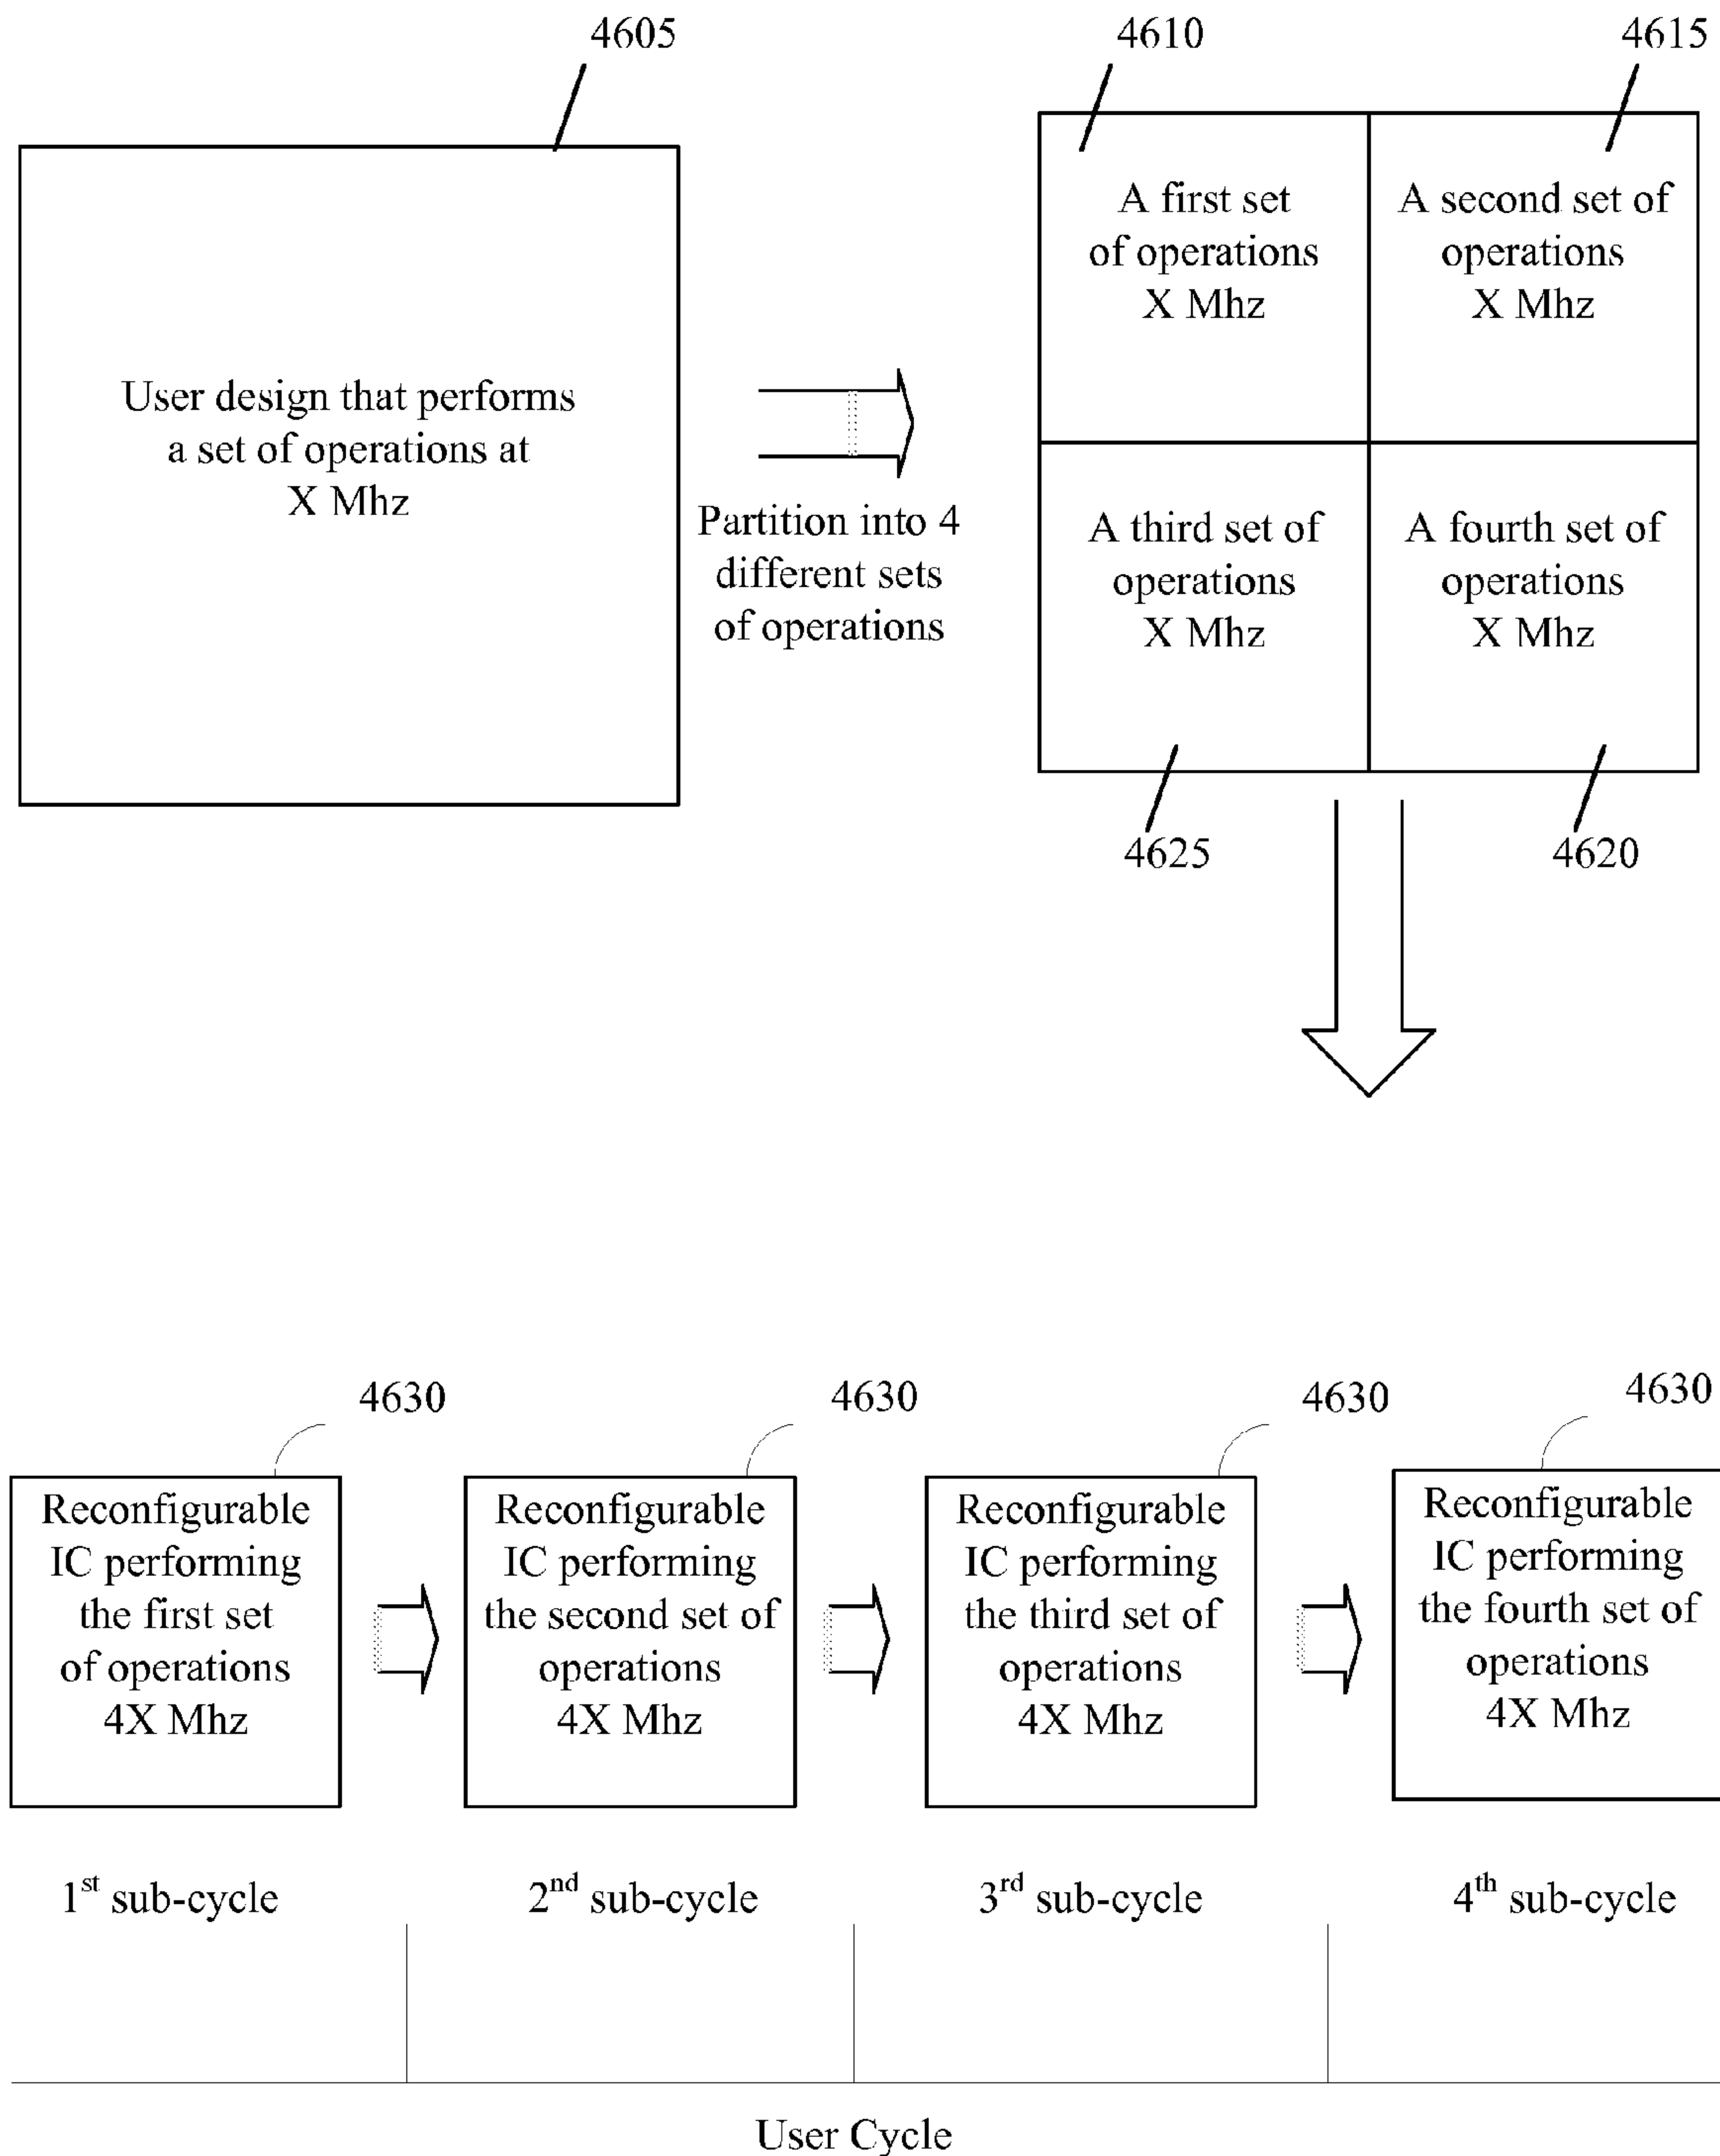 4605
4610
4615
User design that performs
a set of operations at
X Mhz
Partition into 4
different sets
of operations
A first set
of operations
X Mhz
A second set of
operations
X Mhz
A third set of
operations
X Mhz
A fourth set of
operations
X Mhz
4625
4620
4630
4630
4630
4630
Reconfigurable
IC performing
the first set
of operations
4X Mhz
Reconfigurable
IC performing
the second set of
operations
4X Mhz
Reconfigurable
IC performing
the third set of
operations
4X Mhz
Reconfigurable
IC performing
the fourth set of
operations
4X Mhz
1st sub-cycle
2nd sub-cycle
3rd sub-cycle
4th sub-cycle
User Cycle